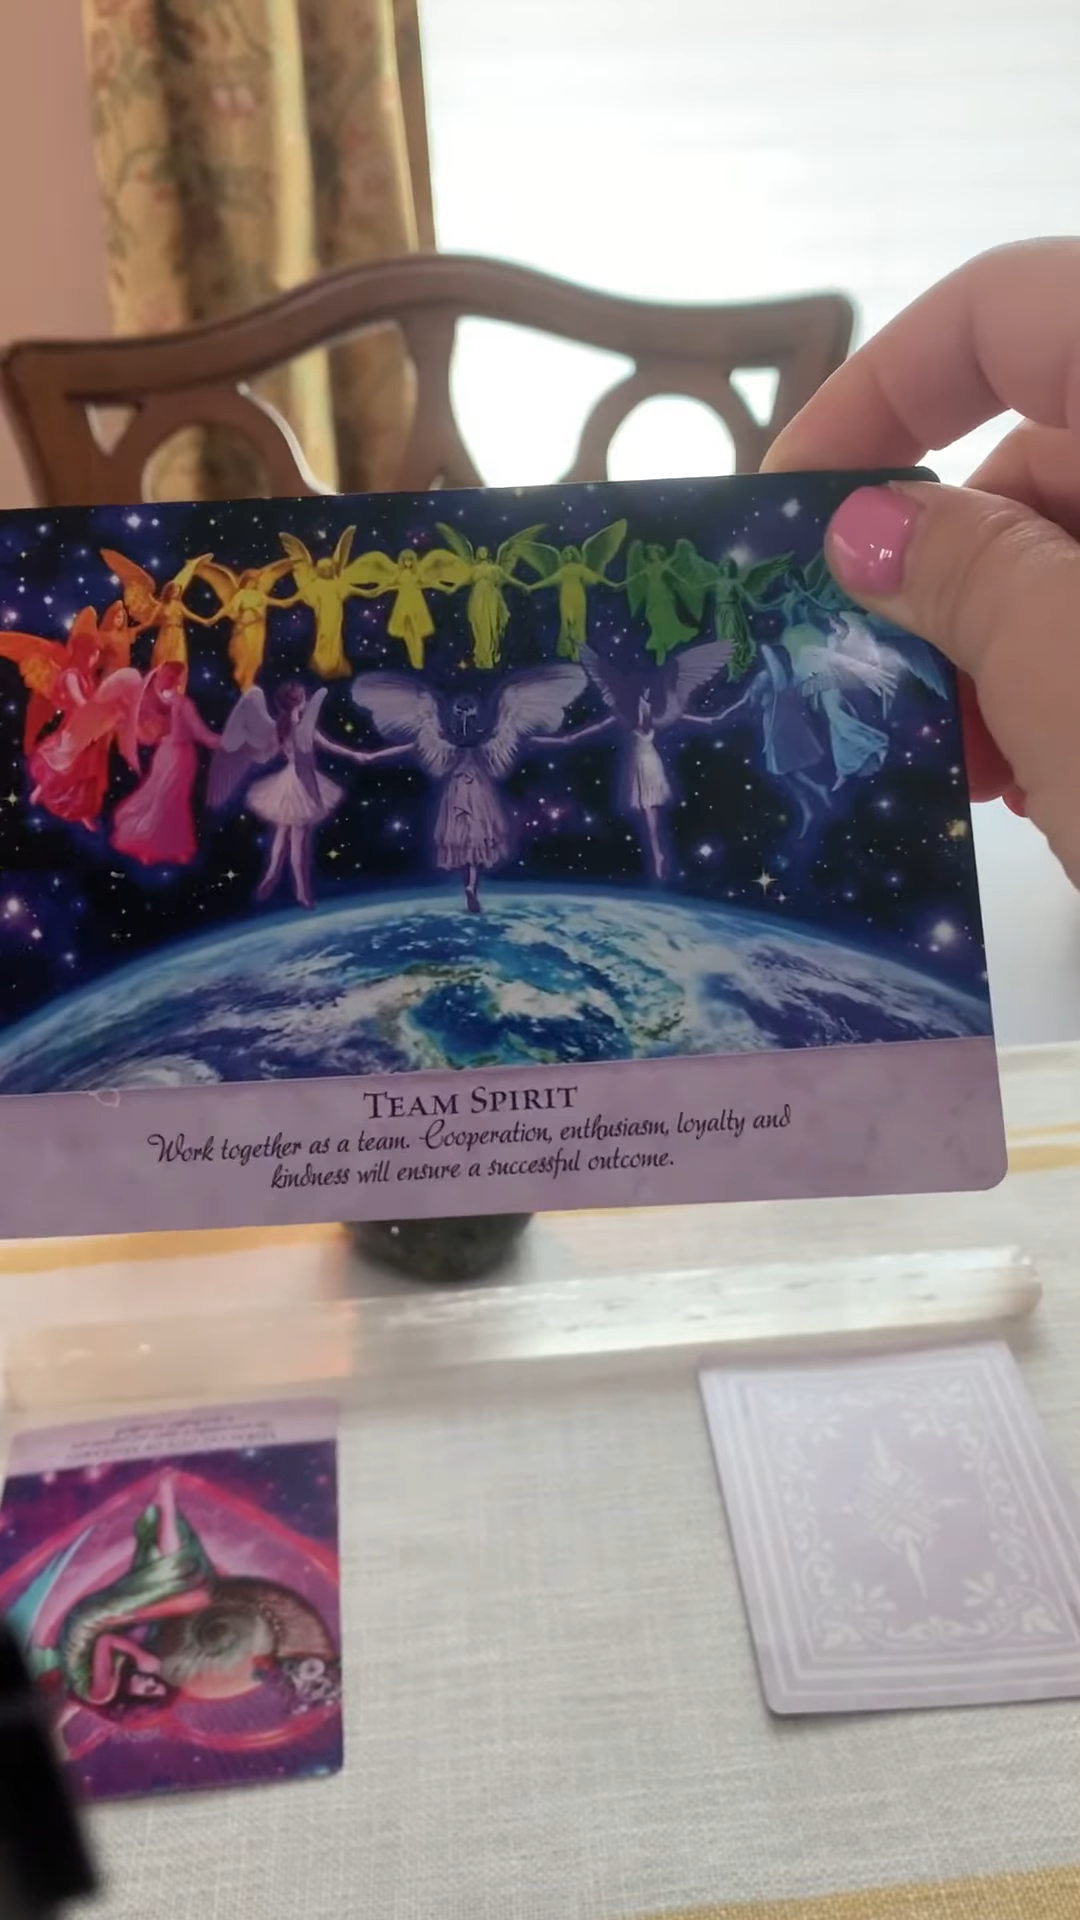 TEAM SPIRIT
Work together as a team. Cooperation, enthusiasm, loyalty and
kindness will ensure a successful outcome.